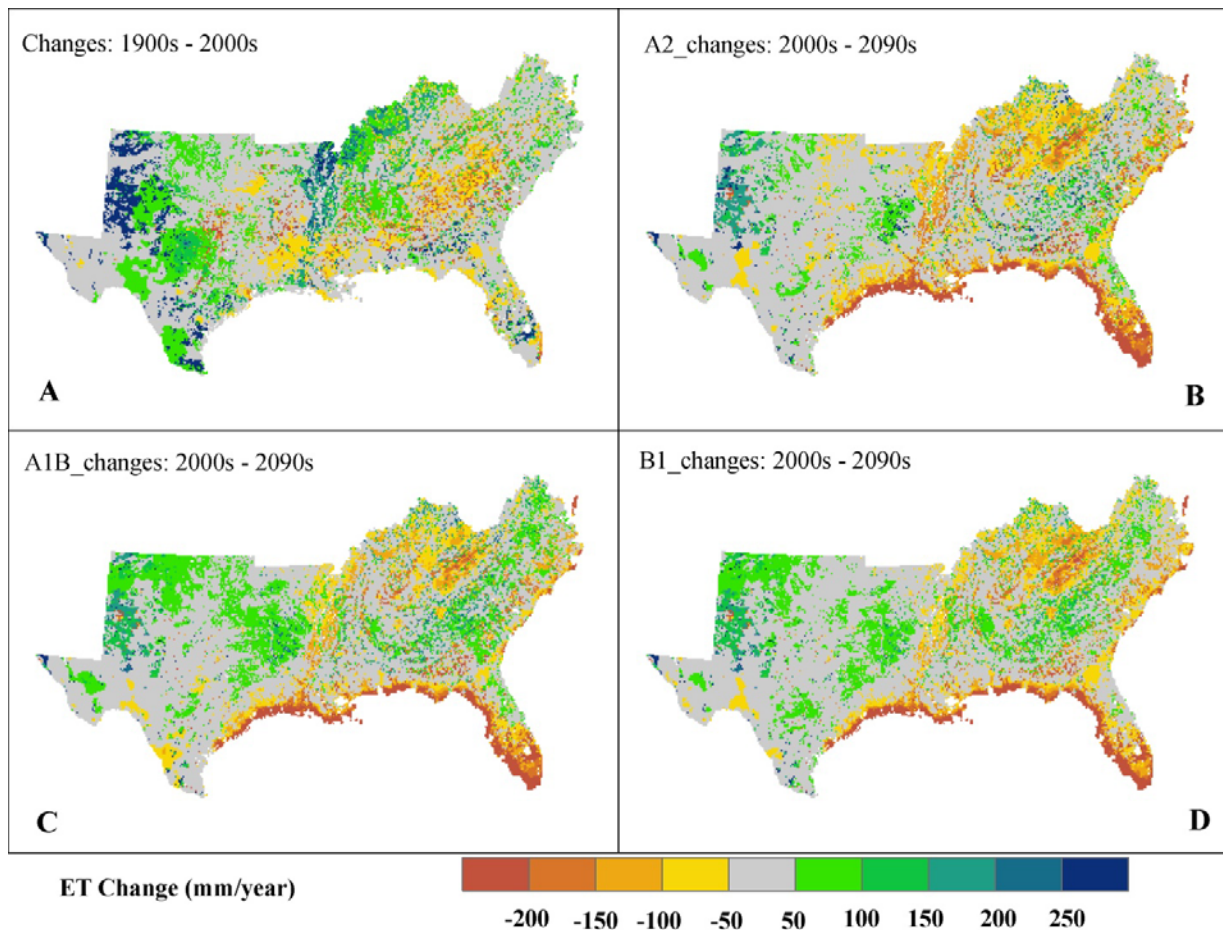 Changes: 1900s - 2000s
A
A2_changes: 2000s - 2090s
B
A1B_changes: 2000s - 2090s
C
B1_changes: 2000s - 2090s
D
ET Change (mm/year)
-200 -150 -100 -50 50 100 150 200 250